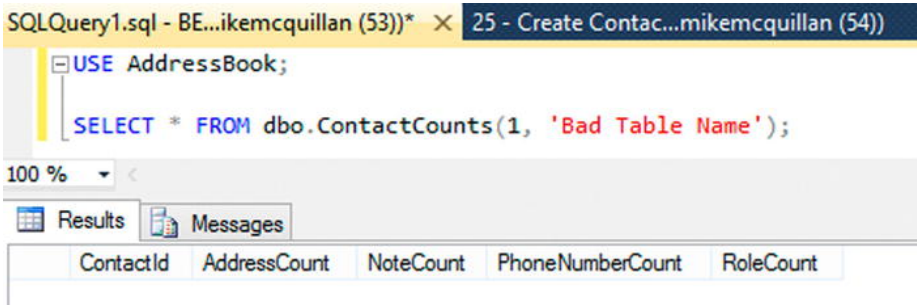 SQLQuery1.sql - BE...ikemcquillan (53))* × 25 - Create Contac...mikemcquillan (54))
USE AddressBook;
SELECT * FROM dbo.ContactCounts(1, 'Bad Table Name');
100 %
Results Messages
ContactId AddressCount NoteCount PhoneNumberCount RoleCount